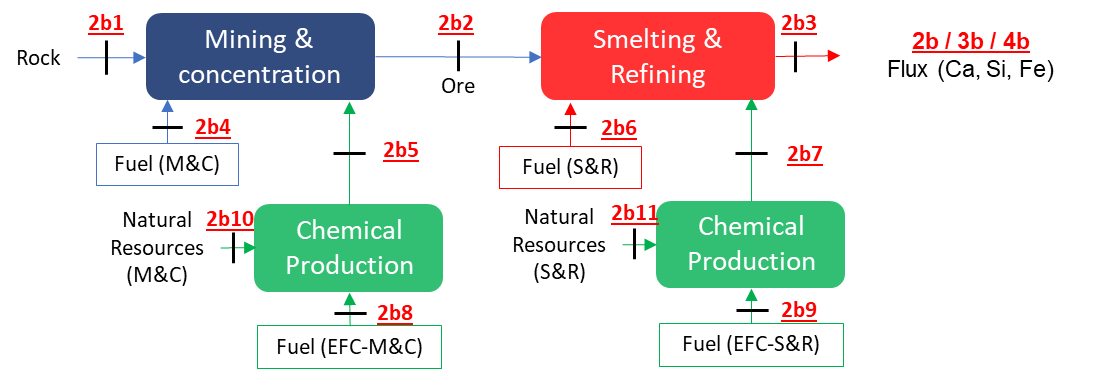 2b1
2b2
2b3
Rock
Mining &
concentration
Ore
Smelting &
Refining
2b / 3b / 4b
Flux (Ca, Si, Fe)
2b4
2b5
2b6
2b7
Fuel (M&C)
Fuel (S&R)
Natural
Resources
(M&C)
2b10
Chemical
Production
Natural
Resources
(S&R)
2b11
Chemical
Production
2b8
2b9
Fuel (EFC-M&C)
Fuel (EFC-S&R)